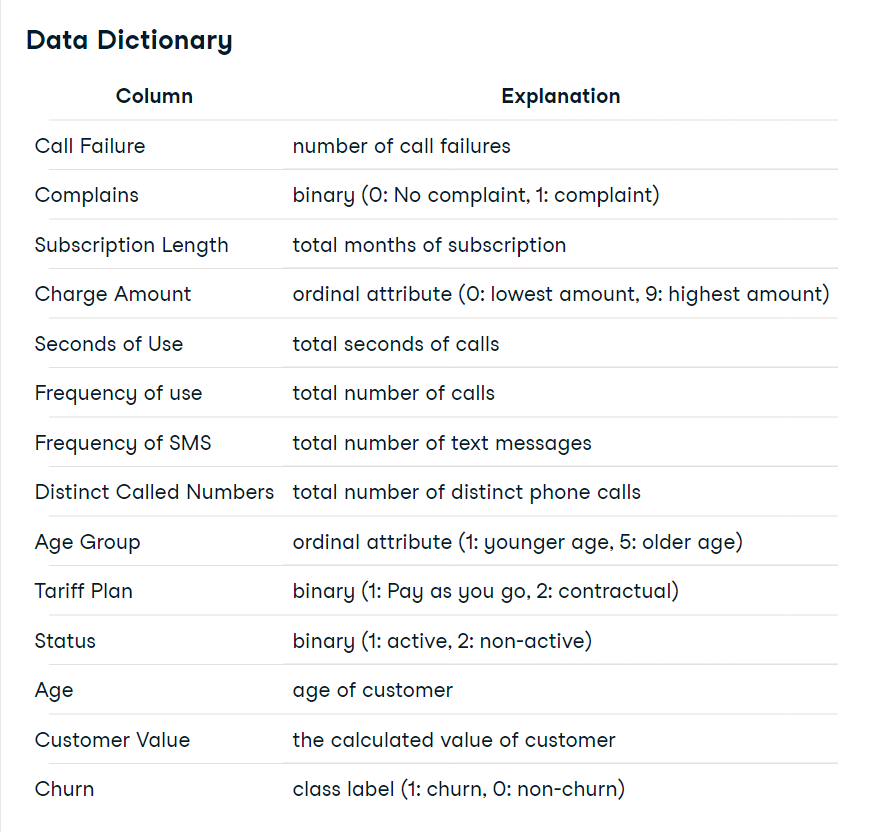 Data Dictionary
Column Explanation
Call Failure number of call failures
Complains binary (0: No complaint, 1: complaint)
Subscription Length total months of subscription
Charge Amount ordinal attribute (0: lowest amount, 9: highest amount)
Seconds of Use total seconds of calls
Frequency of use total number of calls
Frequency of SMS total number of text messages
Distinct Called Numbers total number of distinct phone calls
Age Group ordinal attribute (1: younger age, 5: older age)
Tariff Plan binary (1: Pay as you go, 2: contractual)
Status binary (1: active, 2: non-active)
Age age of customer
Customer Value the calculated value of customer
Churn class label (1: churn, 0: non-churn)